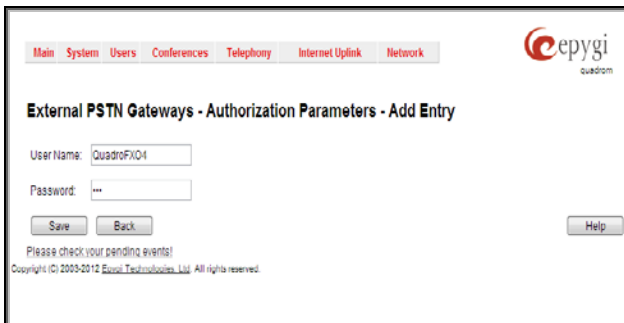 epygi
quadrom
Main System Users Conferences Telephony Internet Uplink Network
External PSTN Gateways - Authorization Parameters - Add Entry
User Name: QuadroFXO4
Password: •••
Save Back Help
Please check your pending events!
Copyright (C) 2003-2012 Epygi Technologies, Ltd. All rights reserved.